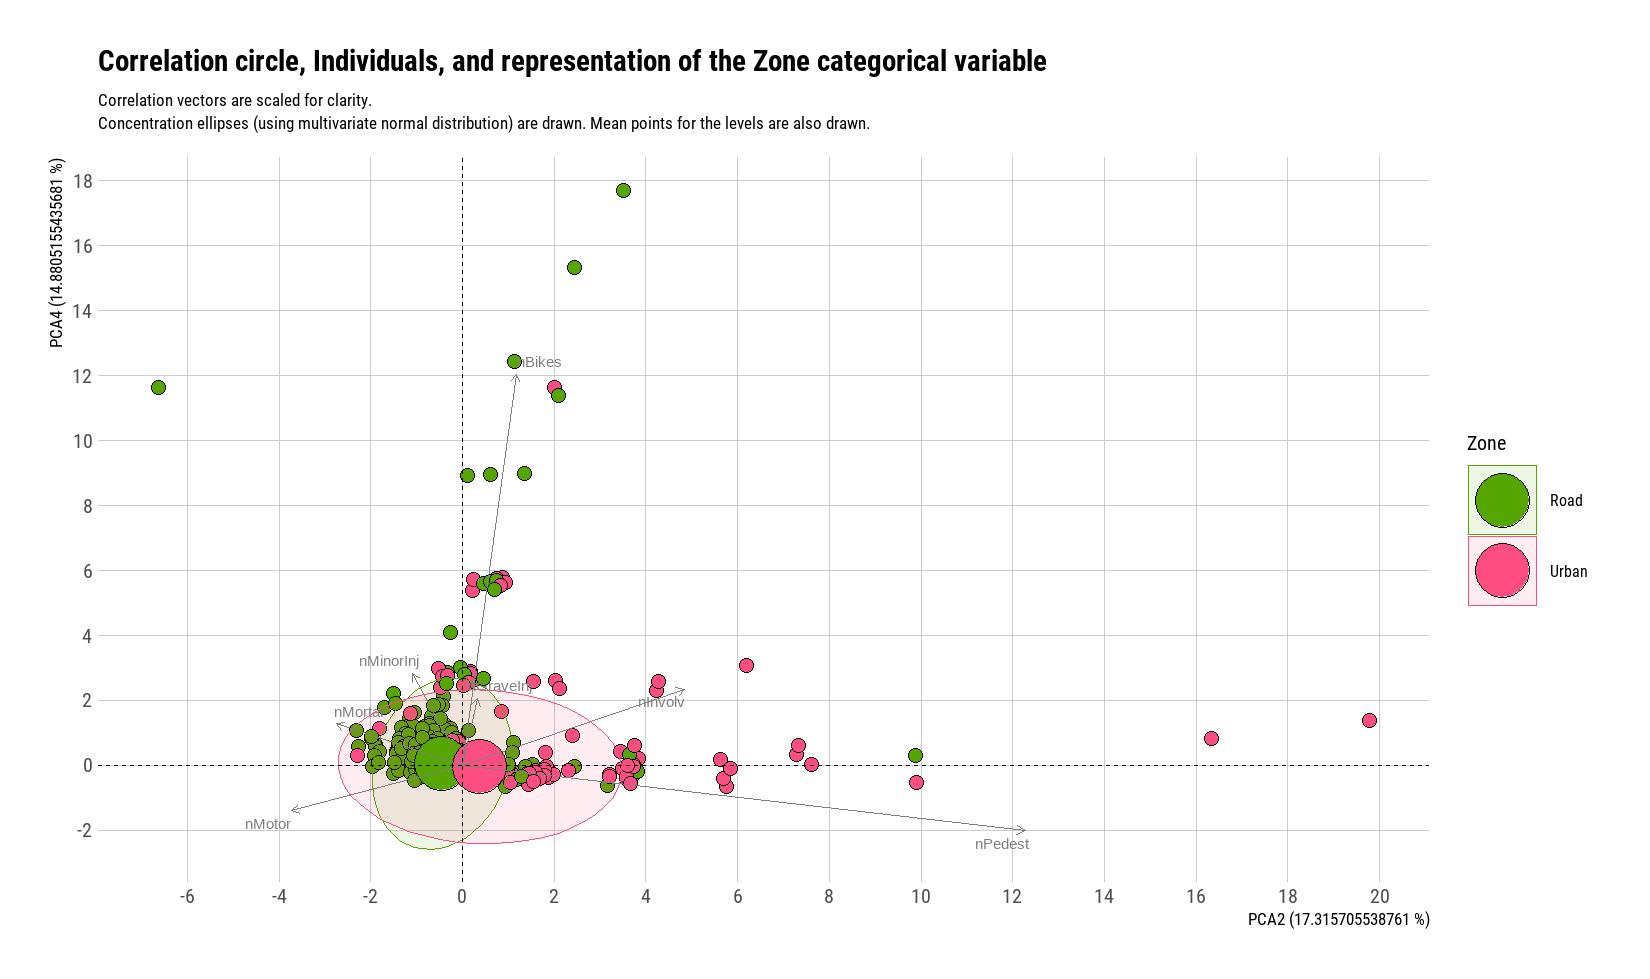 Correlation circle, Individuals, and representation of the Zone categorical variable
Correlation vectors are scaled for clarity.
Concentration ellipses (using multivariate normal distribution) are drawn. Mean points for the levels are also drawn.
PCA4 (14.8805155435681 %)
18
16
14
12
10
8
6
4
2
0
-2
nBikes
nMinorInj
nGraveInj
nInvolv
nMorta
nMotor
nPedest
-6
-4
-2
0
2
4
6
8
10
12
14
16
18
20
PCA2 (17.315705538761 %)
Zone
Road
Urban